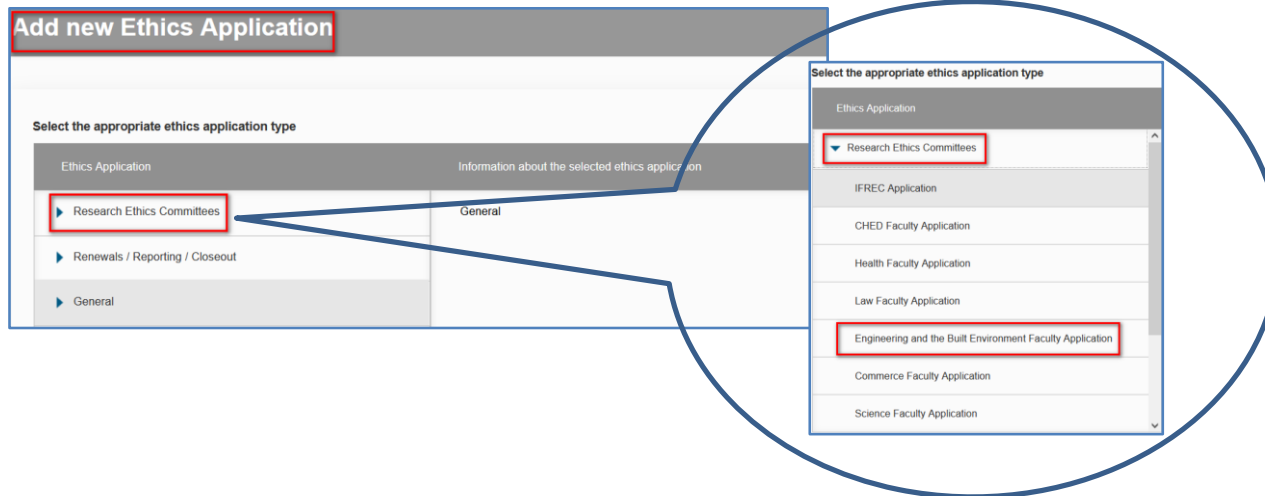 Add new Ethics Application
Select the appropriate ethics application type
Ethics Application
Information about the selected ethics application
Research Ethics Committees
General
Renewals / Reporting / Closeout
General
Select the appropriate ethics application type
Ethics Application
Research Ethics Committees
IFREC Application
CHED Faculty Application
Health Faculty Application
Law Faculty Application
Engineering and the Built Environment Faculty Application
Commerce Faculty Application
Science Faculty Application